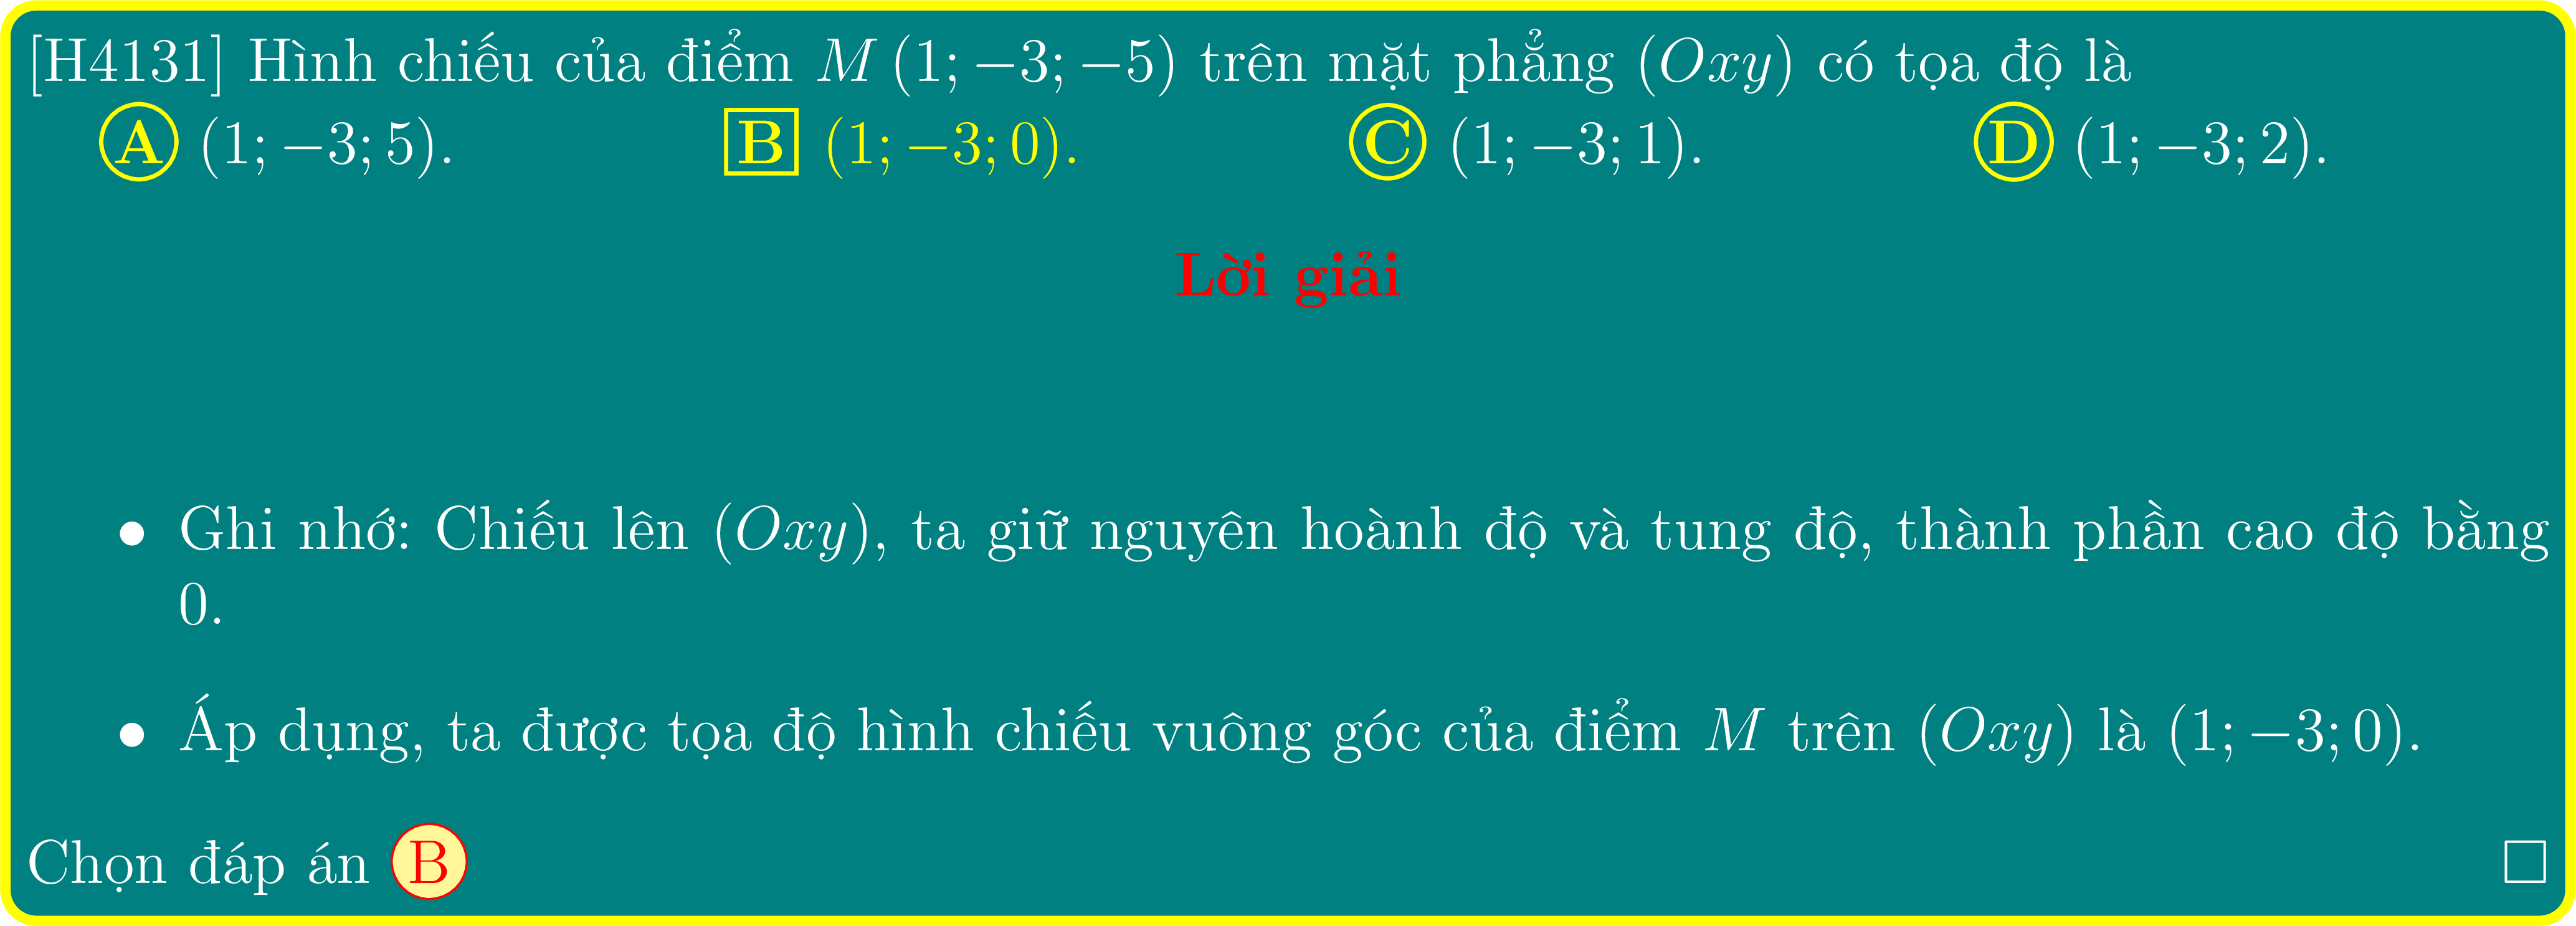 [H4131] Hình chiếu của điểm M (1; −3; −5) trên mặt phẳng (Oxy) có tọa độ là
A (1; −3; 5). B (1; −3; 0). C (1; −3; 1). D (1; −3; 2).
Lời giải
• Ghi nhớ: Chiếu lên (Oxy), ta giữ nguyên hoành độ và tung độ, thành phần cao độ bằng
0.
• Áp dụng, ta được tọa độ hình chiếu vuông góc của điểm M trên (Oxy) là (1; −3; 0).
Chọn đáp án B □